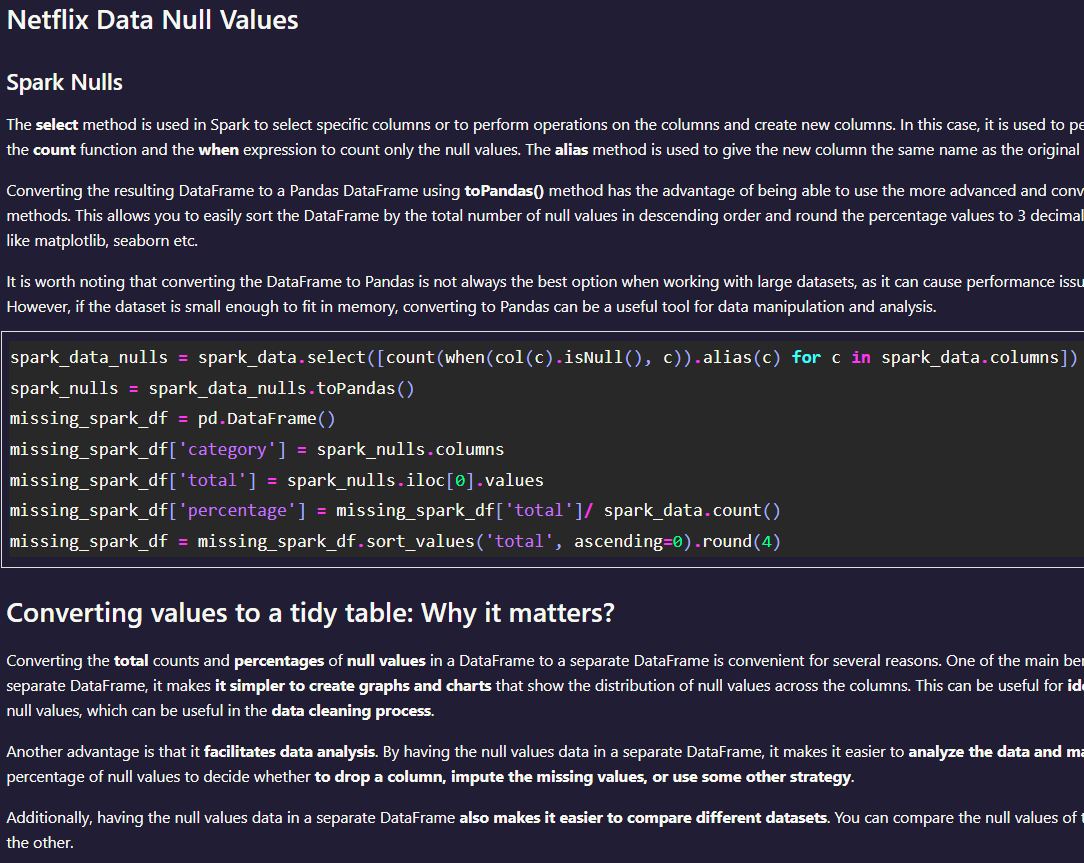 Netflix Data Null Values
Spark Nulls
The select method is used in Spark to select specific columns or to perform operations on the columns and create new columns. In this case, it is used to pe
the count function and the when expression to count only the null values. The alias method is used to give the new column the same name as the original
Converting the resulting DataFrame to a Pandas DataFrame using toPandas() method has the advantage of being able to use the more advanced and conv
methods. This allows you to easily sort the DataFrame by the total number of null values in descending order and round the percentage values to 3 decimal
like matplotlib, seaborn etc.
It is worth noting that converting the DataFrame to Pandas is not always the best option when working with large datasets, as it can cause performance issu
However, if the dataset is small enough to fit in memory, converting to Pandas can be a useful tool for data manipulation and analysis.
spark_data_nulls = spark_data.select([count(when(col(c).isNull(), c)).alias(c) for c in spark_data.columns])
spark_nulls = spark_data_nulls.toPandas()
missing_spark_df = pd.DataFrame()
missing_spark_df['category'] = spark_nulls.columns
missing_spark_df['total'] = spark_nulls.iloc[0].values
missing_spark_df['percentage'] = missing_spark_df['total']/ spark_data.count()
missing_spark_df = missing_spark_df.sort_values('total', ascending=0).round(4)
Converting values to a tidy table: Why it matters?
Converting the total counts and percentages of null values in a DataFrame to a separate DataFrame is convenient for several reasons. One of the main ber
separate DataFrame, it makes it simpler to create graphs and charts that show the distribution of null values across the columns. This can be useful for ide
null values, which can be useful in the data cleaning process.
Another advantage is that it facilitates data analysis. By having the null values data in a separate DataFrame, it makes it easier to analyze the data and ma
percentage of null values to decide whether to drop a column, impute the missing values, or use some other strategy.
Additionally, having the null values data in a separate DataFrame also makes it easier to compare different datasets. You can compare the null values of t
the other.